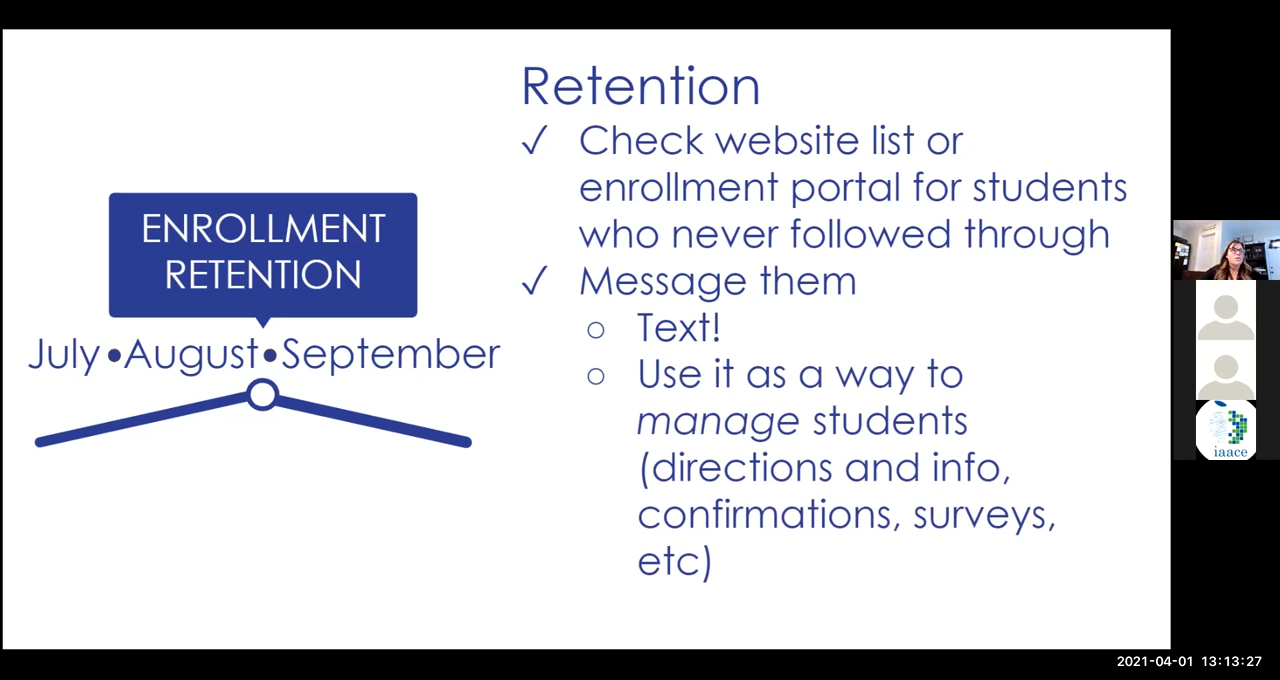 ENROLLMENT
RETENTION
July•August•September
Retention
✓ Check website list or
enrollment portal for students
who never followed through
✓ Message them
○ Text!
○ Use it as a way to
manage students
(directions and info,
confirmations, surveys,
etc)
iaace
2021-04-01 13:13:27